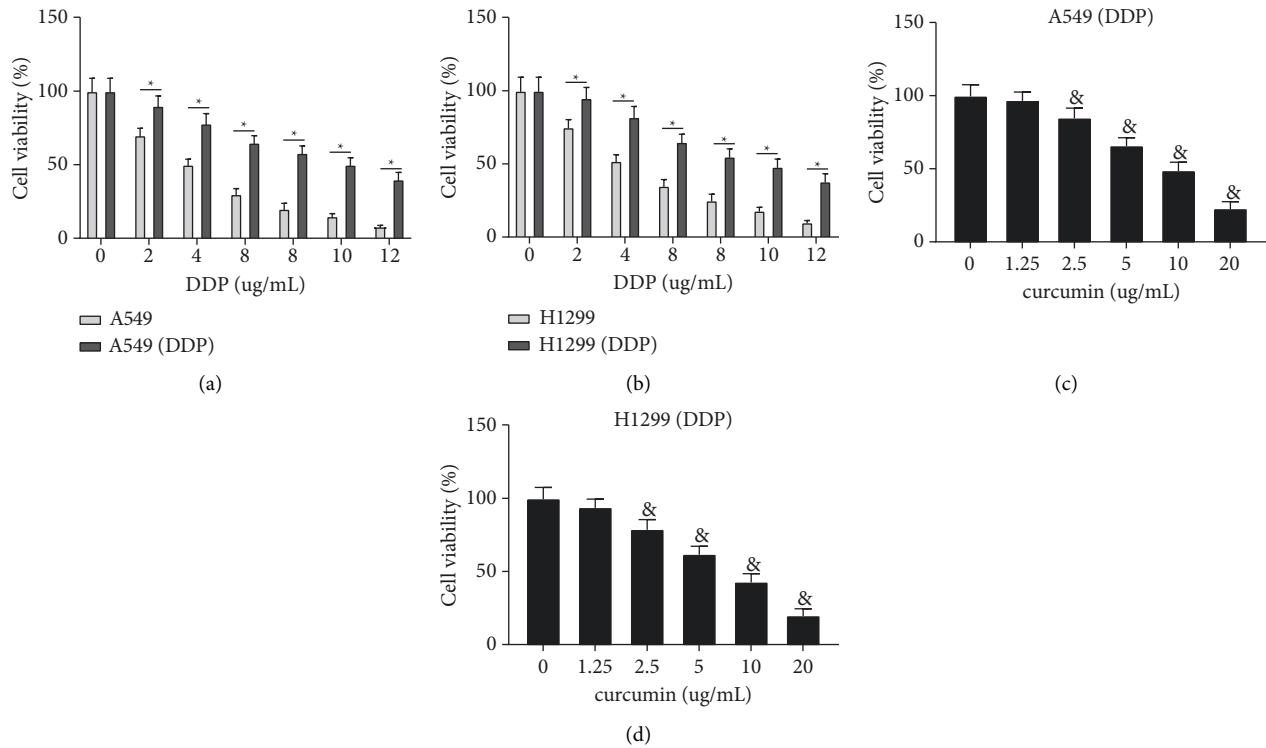 150
100
50
0
Cell viability (%)
* * * * * *
0 2 4 8 8 10 12
DDP (ug/mL)
A549
A549 (DDP)
(a)
150
100
50
0
Cell viability (%)
* * * * * *
0 2 4 8 8 10 12
DDP (ug/mL)
H1299
H1299 (DDP)
(b)
A549 (DDP)
150
100
50
0
Cell viability (%)
& & & &
0 1.25 2.5 5 10 20
curcumin (ug/mL)
(c)
H1299 (DDP)
150
100
50
0
Cell viability (%)
& & & &
0 1.25 2.5 5 10 20
curcumin (ug/mL)
(d)